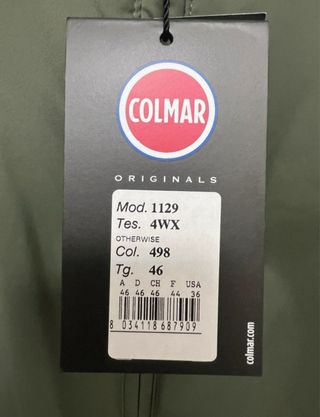 COLMAR
ORIGINALS
Mod. 1129
Tes. 4WX
OTHERWISE
Col. 498
Tg. 46
A D CH F USA
46 46 46 44 36
8 034118 687909
colmar.com